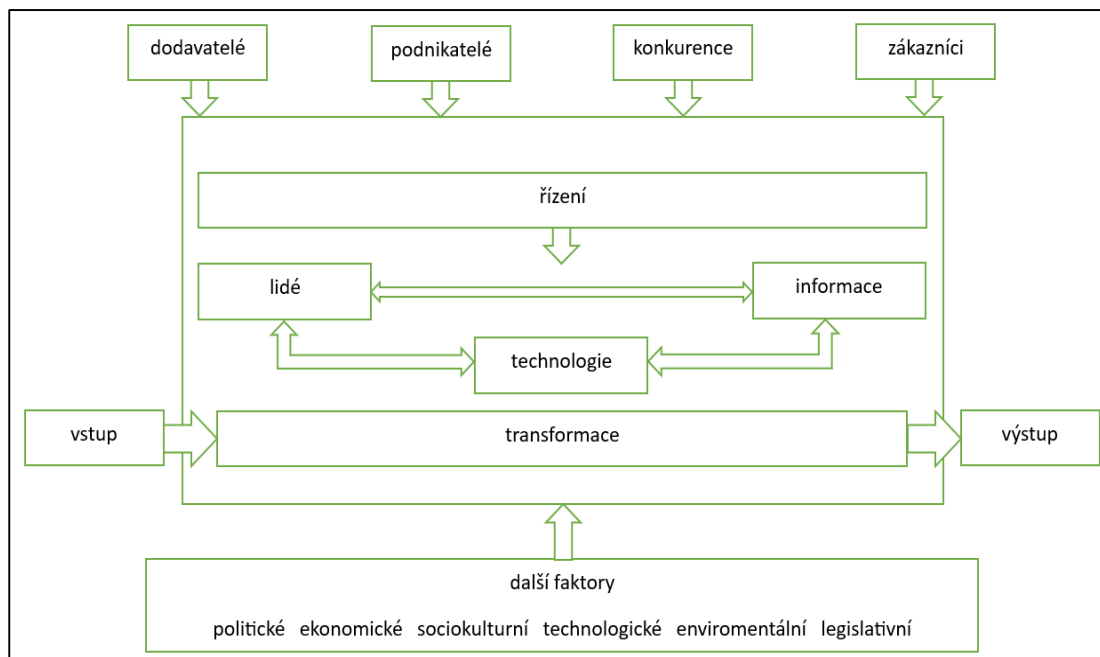 dodavatelé
podnikatelé
konkurence
zákazníci
řízení
lidé
informace
technologie
vstup
transformace
výstup
další faktory
politické ekonomické sociokulturní technologické enviromentální legislativní